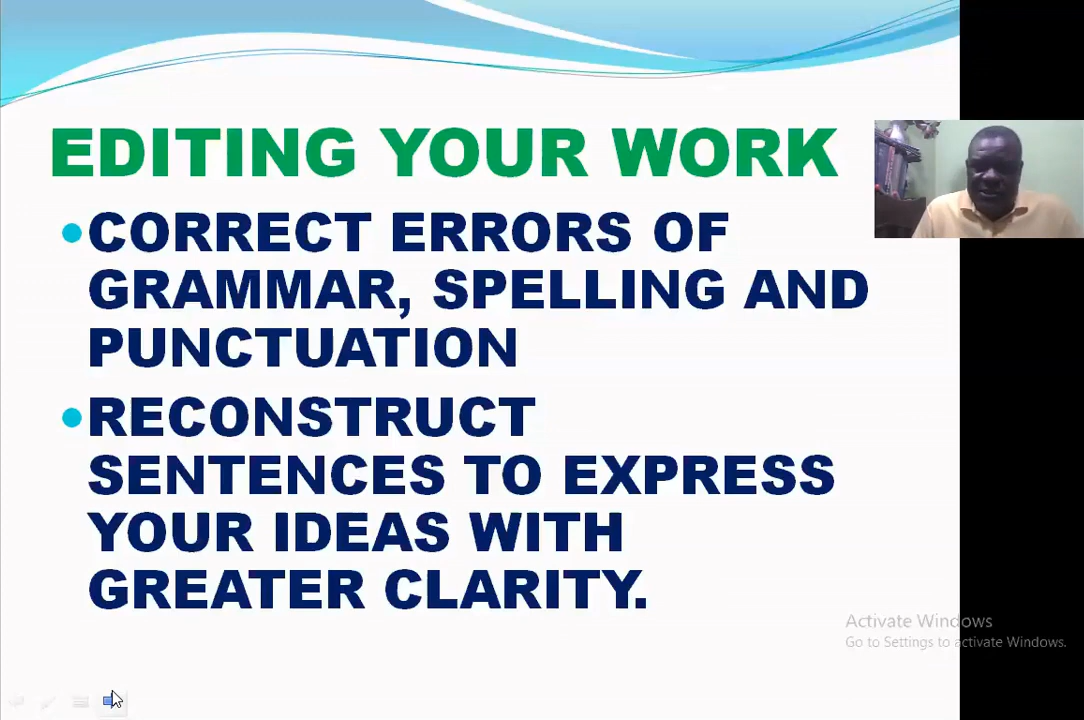 EDITING YOUR WORK
•CORRECT ERRORS OF
GRAMMAR, SPELLING AND
PUNCTUATION
•RECONSTRUCT
SENTENCES TO EXPRESS
YOUR IDEAS WITH
GREATER CLARITY.
Activate Windows
Go to Settings to activate Windows.